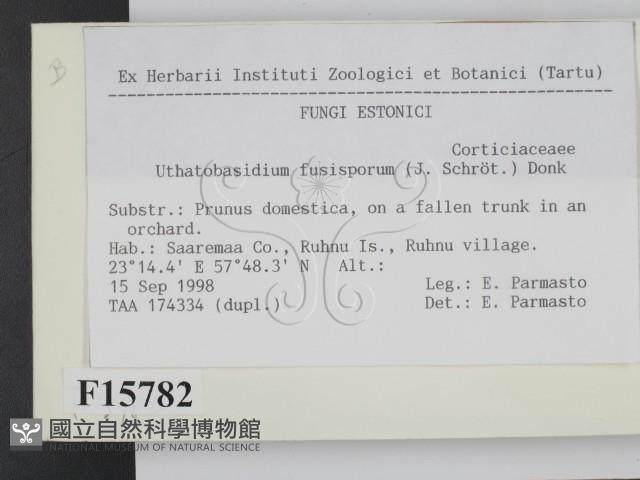 B
Ex Herbarii Instituti Zoologici et Botanici (Tartu)
FUNGI ESTONICI
Corticiaceaee
Uthatobasidium fusisporum (J. Schröt.) Donk
Substr.: Prunus domestica, on a fallen trunk in an
orchard.
Hab.: Saaremaa Co., Ruhnu Is., Ruhnu village.
23°14.4' E 57°48.3' N Alt.:
15 Sep 1998 Leg.: E. Parmasto
TAA 174334 (dupl.) Det.: E. Parmasto
F15782
國立自然科學博物館
NATIONAL MUSEUM OF NATURAL SCIENCE